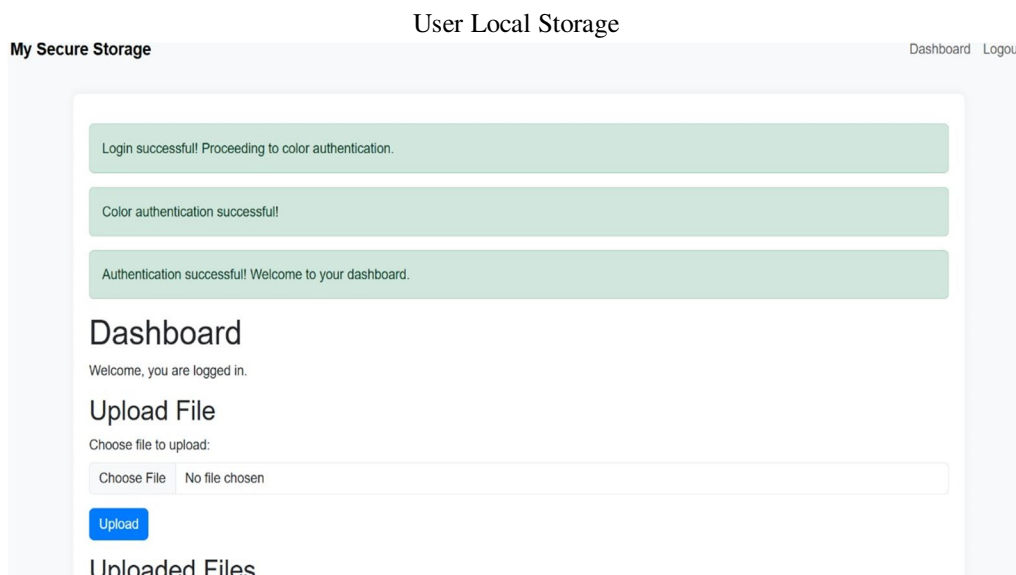 User Local Storage
My Secure Storage Dashboard Logou
Login successful! Proceeding to color authentication.
Color authentication successful!
Authentication successful! Welcome to your dashboard.
Dashboard
Welcome, you are logged in.
Upload File
Choose file to upload:
Choose File No file chosen
Upload
Uploaded Files